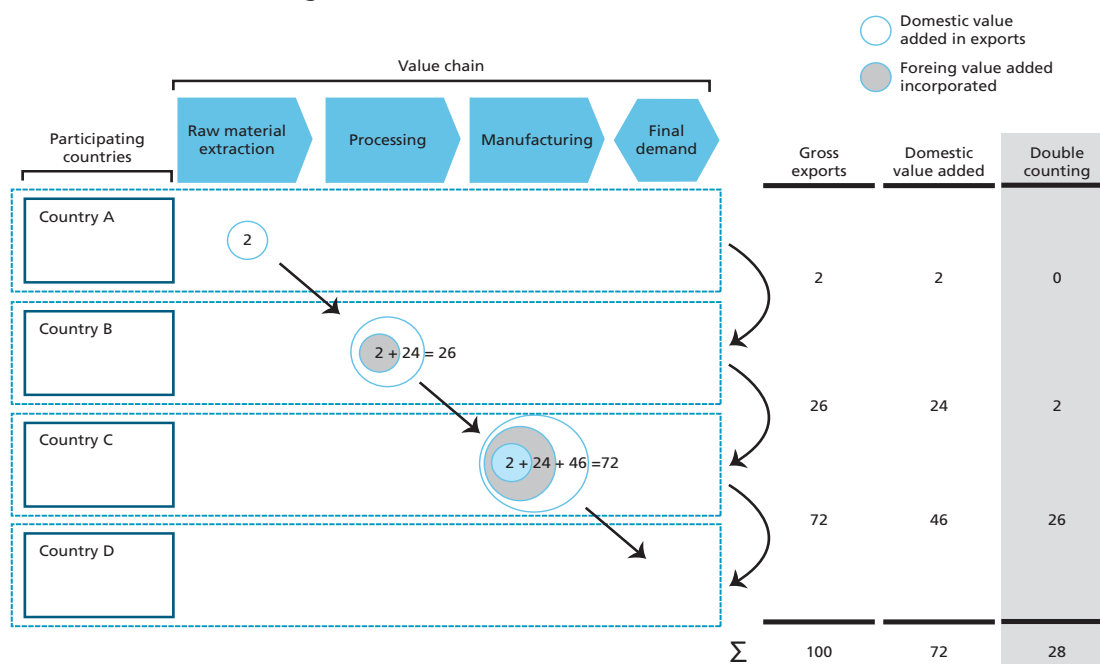 Domestic value
added in exports
Foreing value added
incorporated
Value chain
Participating
countries
Raw material
extraction
Processing
Manufacturing
Final
demand
Gross
exports
Domestic
value added
Double
counting
Country A
2
2 2 0
Country B
2 + 24 = 26
26 24 2
Country C
2 + 24 + 46 =72
72 46 26
Country D
Σ 100 72 28